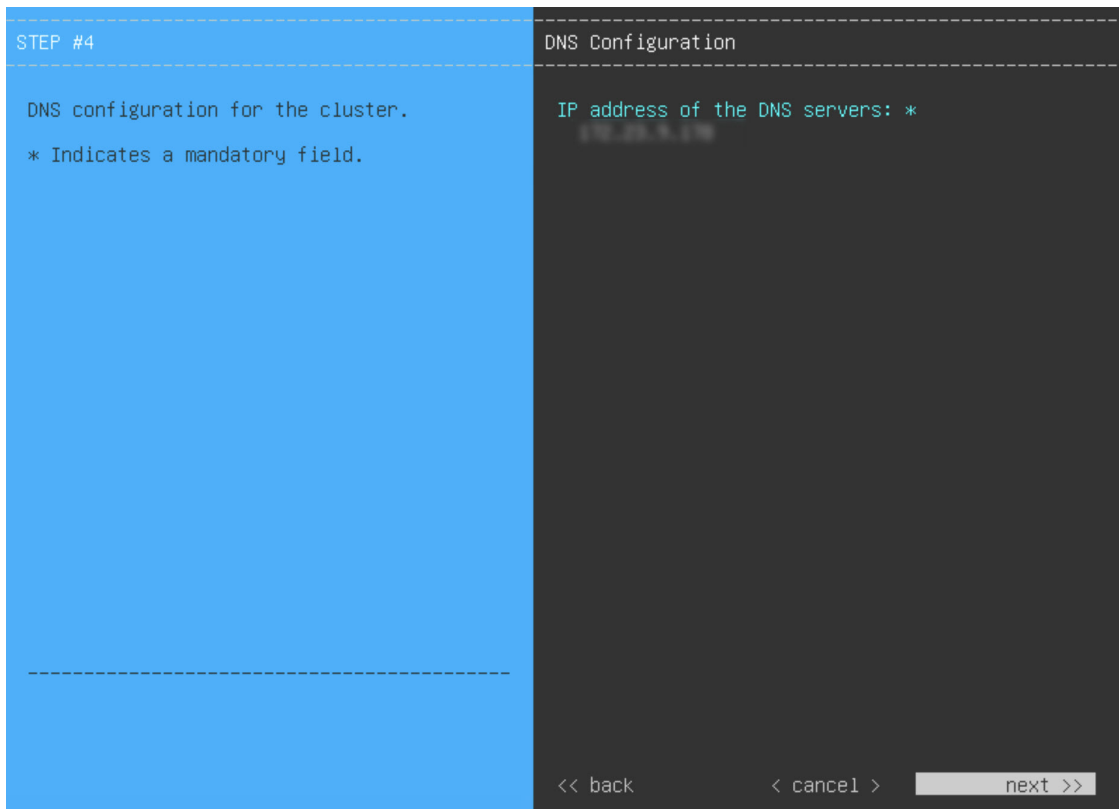 STEP #4
DNS configuration for the cluster.
* Indicates a mandatory field.
DNS Configuration
IP address of the DNS servers: *
<< back
< cancel >
next >>